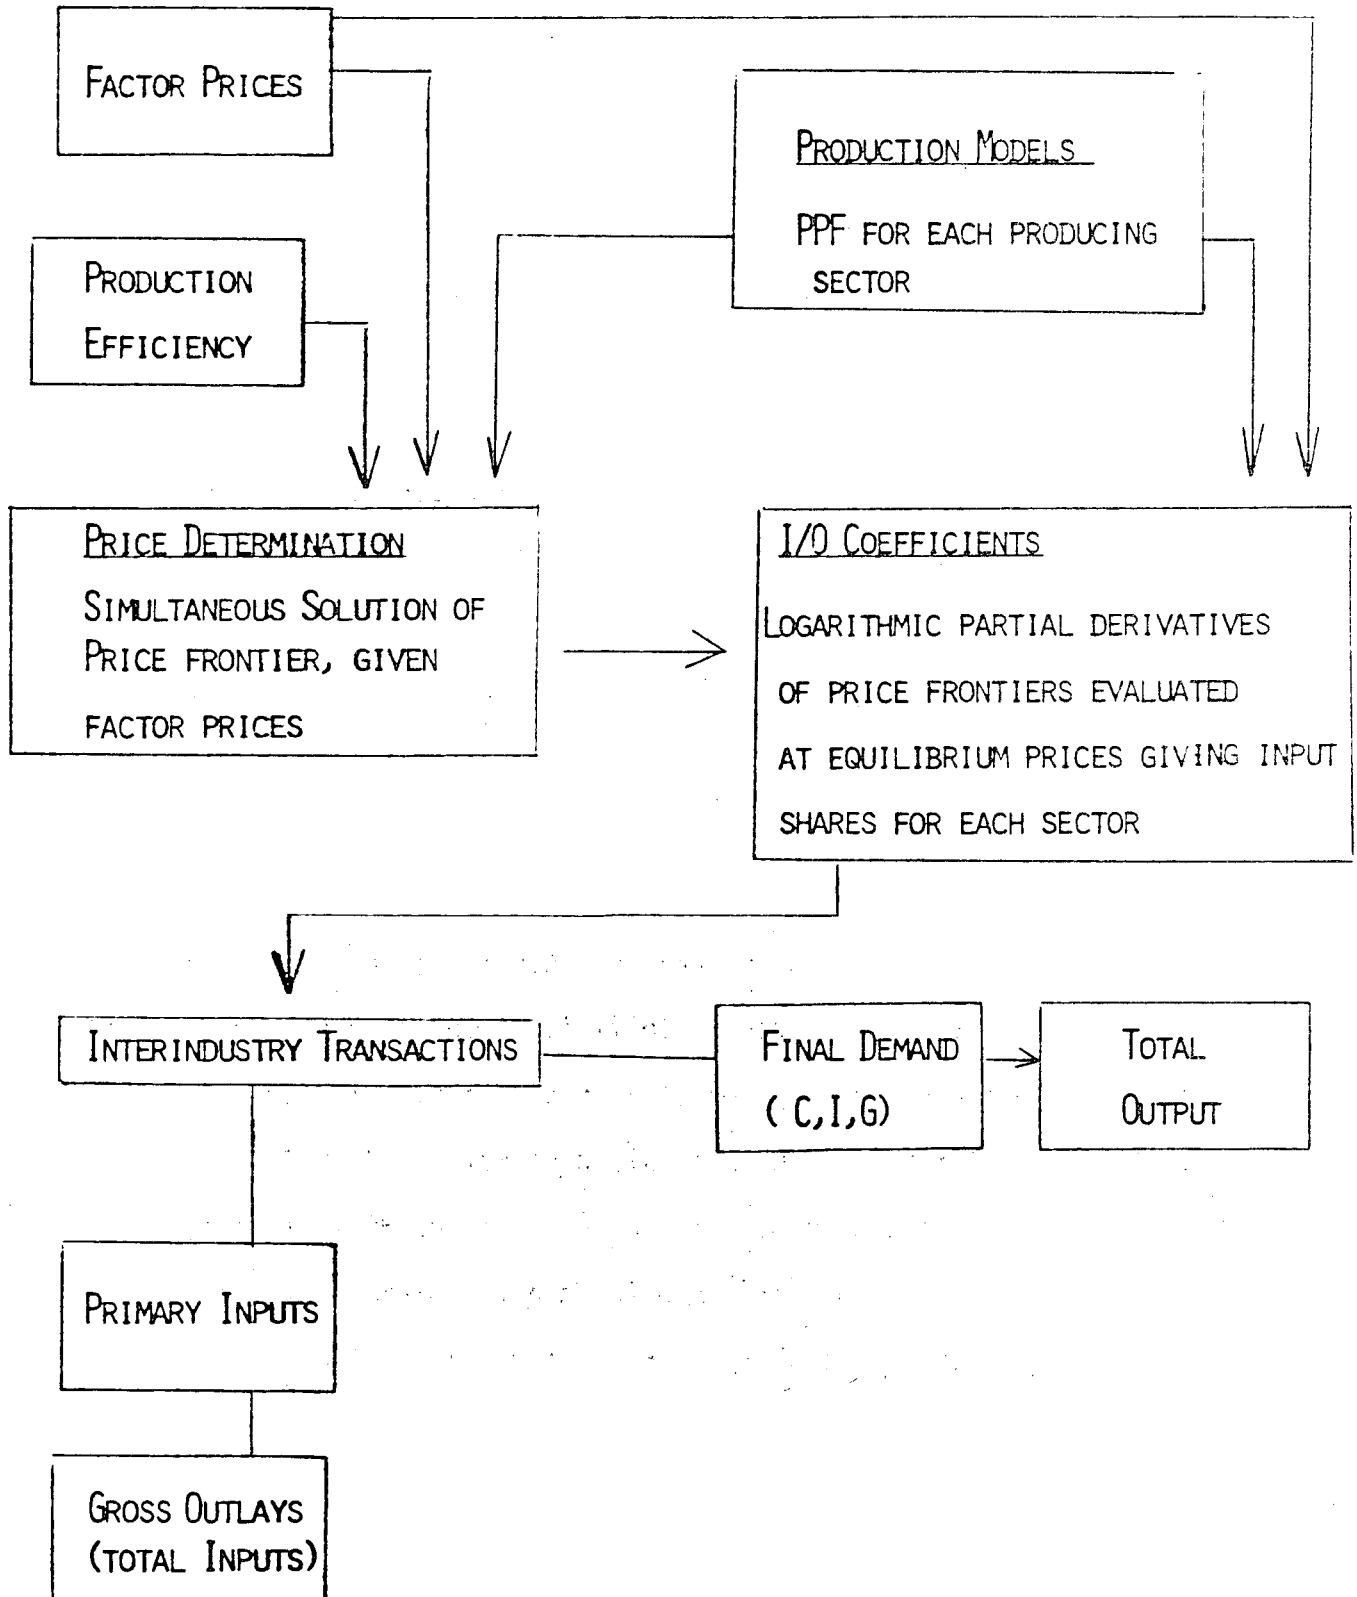 FACTOR PRICES
PRODUCTION MODELS
PPF FOR EACH PRODUCING
SECTOR
PRODUCTION
EFFICIENCY
PRICE DETERMINATION
SIMULTANEOUS SOLUTION OF
PRICE FRONTIER, GIVEN
FACTOR PRICES
I/O COEFFICIENTS
LOGARITHMIC PARTIAL DERIVATIVES
OF PRICE FRONTIERS EVALUATED
AT EQUILIBRIUM PRICES GIVING INPUT
SHARES FOR EACH SECTOR
INTERINDUSTRY TRANSACTIONS
FINAL DEMAND
( C,I,G)
TOTAL
OUTPUT
PRIMARY INPUTS
GROSS OUTLAYS
(TOTAL INPUTS)